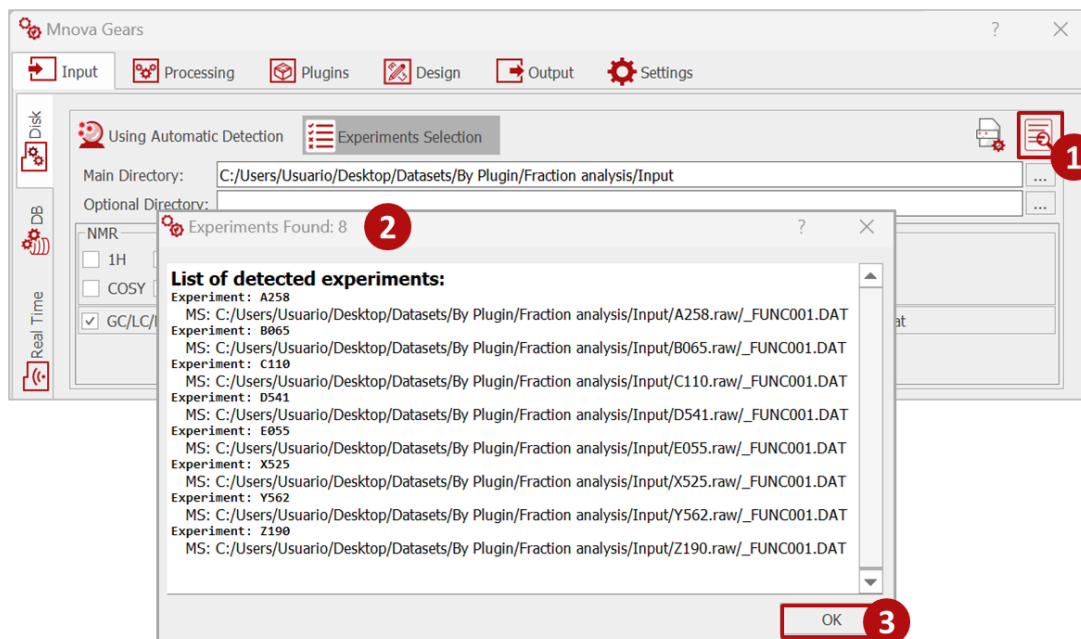 Mnova Gears
Input Processing Plugins Design Output Settings
Disk
DB
Real Time
Using Automatic Detection Experiments Selection
1
Main Directory: C:/Users/Usuario/Desktop/Datasets/By Plugin/Fraction analysis/Input ...
Optional Directory: ...
NMR
1H
COSY
GC/LC/
at
Experiments Found: 8 2
List of detected experiments:
Experiment: A258
MS: C:/Users/Usuario/Desktop/Datasets/By Plugin/Fraction analysis/Input/A258.raw/_FUNC001.DAT
Experiment: B065
MS: C:/Users/Usuario/Desktop/Datasets/By Plugin/Fraction analysis/Input/B065.raw/_FUNC001.DAT
Experiment: C110
MS: C:/Users/Usuario/Desktop/Datasets/By Plugin/Fraction analysis/Input/C110.raw/_FUNC001.DAT
Experiment: D541
MS: C:/Users/Usuario/Desktop/Datasets/By Plugin/Fraction analysis/Input/D541.raw/_FUNC001.DAT
Experiment: E055
MS: C:/Users/Usuario/Desktop/Datasets/By Plugin/Fraction analysis/Input/E055.raw/_FUNC001.DAT
Experiment: X525
MS: C:/Users/Usuario/Desktop/Datasets/By Plugin/Fraction analysis/Input/X525.raw/_FUNC001.DAT
Experiment: Y562
MS: C:/Users/Usuario/Desktop/Datasets/By Plugin/Fraction analysis/Input/Y562.raw/_FUNC001.DAT
Experiment: Z190
MS: C:/Users/Usuario/Desktop/Datasets/By Plugin/Fraction analysis/Input/Z190.raw/_FUNC001.DAT
OK 3